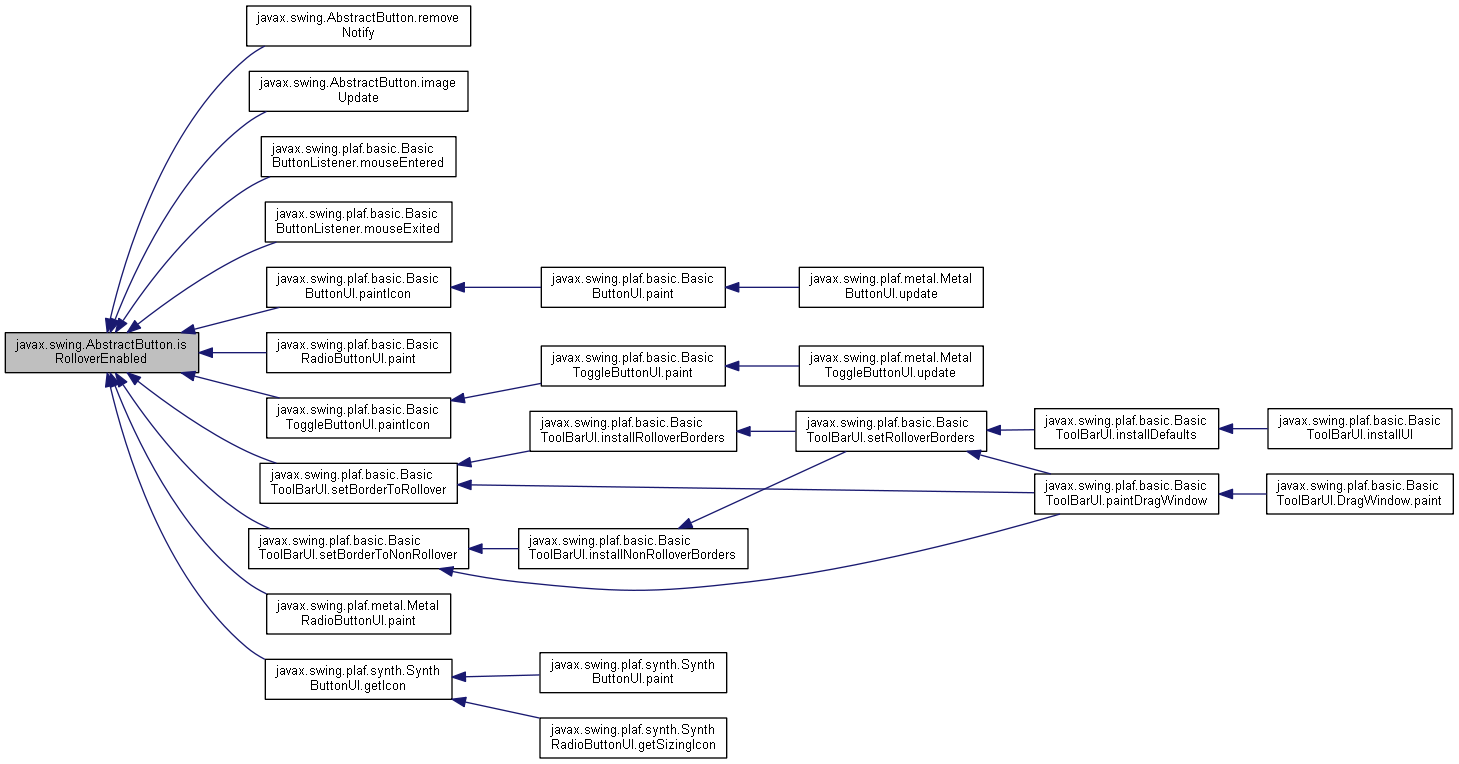 javax.swing.AbstractButton.remove
Notify
javax.swing.AbstractButton.image
Update
javax.swing.plaf.basic.Basic
ButtonListener.mouseEntered
javax.swing.plaf.basic.Basic
ButtonListener.mouseExited
javax.swing.plaf.basic.Basic
ButtonUI.paintIcon
javax.swing.plaf.basic.Basic
ButtonUI.paint
javax.swing.plaf.metal.Metal
ButtonUI.update
javax.swing.AbstractButton.is
RolloverEnabled
javax.swing.plaf.basic.Basic
RadioButtonUI.paint
javax.swing.plaf.basic.Basic
ToggleButtonUI.paint
javax.swing.plaf.metal.Metal
ToggleButtonUI.update
javax.swing.plaf.basic.Basic
ToggleButtonUI.paintIcon
javax.swing.plaf.basic.Basic
ToolBarUI.installRolloverBorders
javax.swing.plaf.basic.Basic
ToolBarUI.setRolloverBorders
javax.swing.plaf.basic.Basic
ToolBarUI.installDefaults
javax.swing.plaf.basic.Basic
ToolBarUI.installUI
javax.swing.plaf.basic.Basic
ToolBarUI.setBorderToRollover
javax.swing.plaf.basic.Basic
ToolBarUI.paintDragWindow
javax.swing.plaf.basic.Basic
ToolBarUI.DragWindow.paint
javax.swing.plaf.basic.Basic
ToolBarUI.setBorderToNonRollover
javax.swing.plaf.basic.Basic
ToolBarUI.installNonRolloverBorders
javax.swing.plaf.metal.Metal
RadioButtonUI.paint
javax.swing.plaf.synth.Synth
ButtonUI.getIcon
javax.swing.plaf.synth.Synth
ButtonUI.paint
javax.swing.plaf.synth.Synth
RadioButtonUI.getSizingIcon